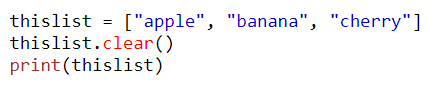 thislist = ["apple", "banana", "cherry"]
thislist.clear()
print(thislist)